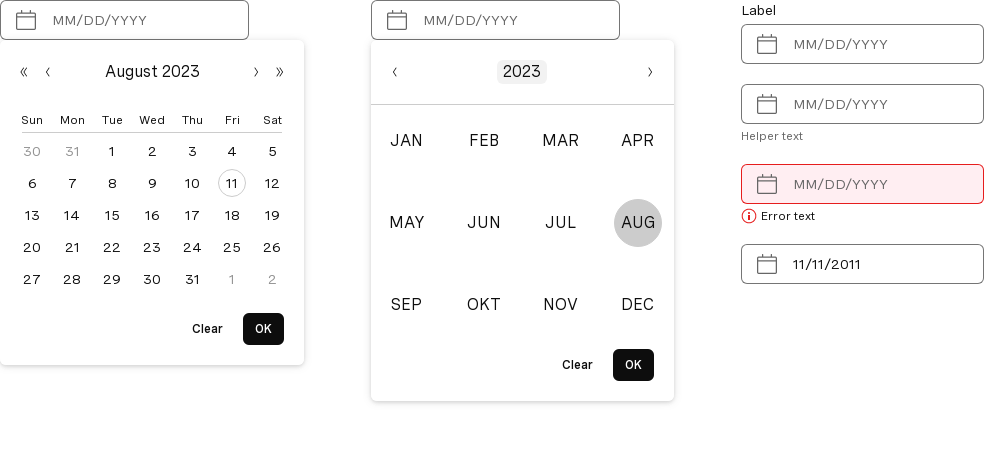 MM/DD/YYYY
« ‹ August 2023 › »
Sun Mon Tue Wed Thu Fri Sat
30 31 1 2 3 4 5
6 7 8 9 10 11 12
13 14 15 16 17 18 19
20 21 22 23 24 25 26
27 28 29 30 31 1 2
Clear OK
MM/DD/YYYY
‹ 2023 ›
JAN FEB MAR APR
MAY JUN JUL AUG
SEP OKT NOV DEC
Clear OK
Label
MM/DD/YYYY
MM/DD/YYYY
Helper text
MM/DD/YYYY
Error text
11/11/2011